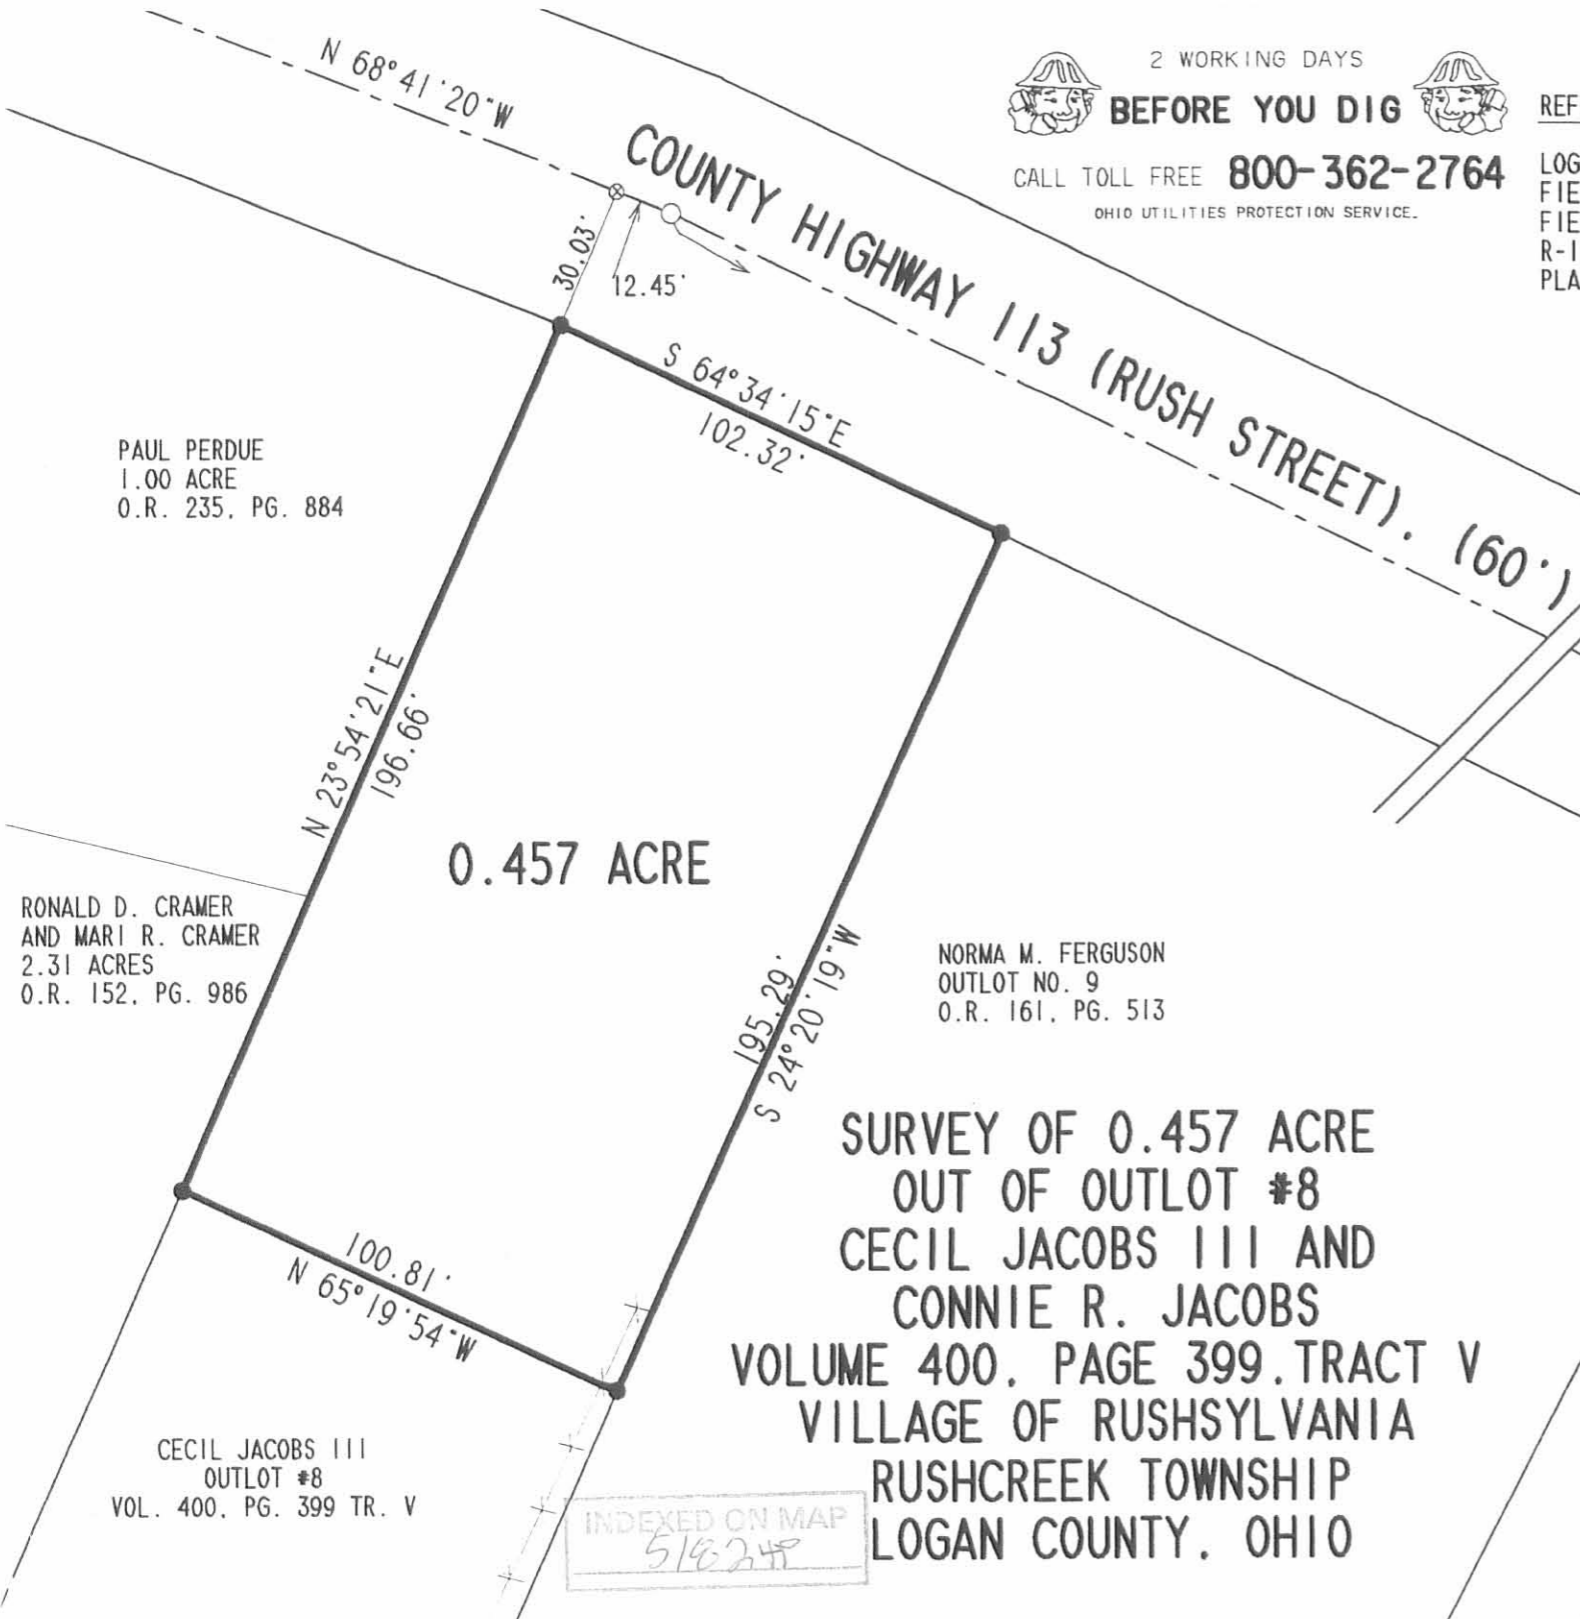 N 68°41'20"W
2 WORKING DAYS
BEFORE YOU DIG
CALL TOLL FREE 800-362-2764
OHIO UTILITIES PROTECTION SERVICE.
REF
LOG
FIE
FIE
R-1
PLA
COUNTY HIGHWAY 113 (RUSH STREET). (60')
30.03'
12.45'
S 64°34'15"E
102.32'
PAUL PERDUE
1.00 ACRE
O.R. 235, PG. 884
N 23°54'21"E
196.66'
0.457 ACRE
RONALD D. CRAMER
AND MARI R. CRAMER
2.31 ACRES
O.R. 152, PG. 986
195.29'
S 24°20'19"W
NORMA M. FERGUSON
OUTLOT NO. 9
O.R. 161, PG. 513
100.81'
N 65°19'54"W
SURVEY OF 0.457 ACRE
OUT OF OUTLOT #8
CECIL JACOBS III AND
CONNIE R. JACOBS
VOLUME 400, PAGE 399, TRACT V
VILLAGE OF RUSHSYLVANIA
RUSHCREEK TOWNSHIP
LOGAN COUNTY, OHIO
CECIL JACOBS III
OUTLOT #8
VOL. 400, PG. 399 TR. V
INDEXED ON MAP